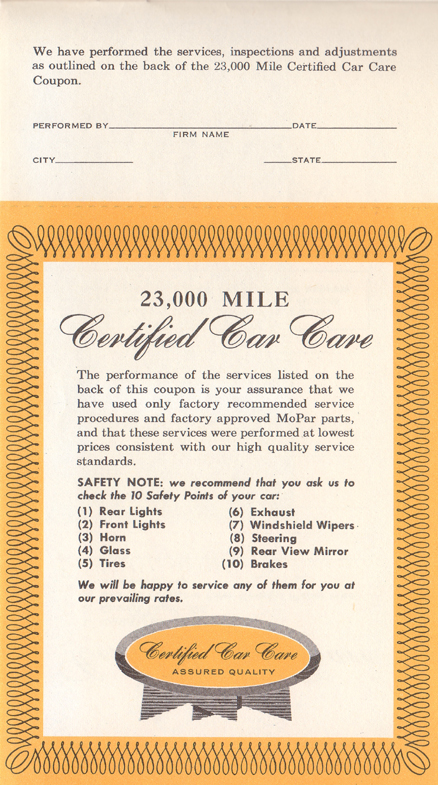 We have performed the services, inspections and adjustments
as outlined on the back of the 23,000 Mile Certified Car Care
Coupon.
PERFORMED BY DATE
FIRM NAME
CITY STATE
23,000 MILE
Certified Car Care
The performance of the services listed on the
back of this coupon is your assurance that we
have used only factory recommended service
procedures and factory approved MoPar parts,
and that these services were performed at lowest
prices consistent with our high quality service
standards.
SAFETY NOTE: we recommend that you ask us to
check the 10 Safety Points of your car:
(1) Rear Lights
(2) Front Lights
(3) Horn
(4) Glass
(5) Tires
(6) Exhaust
(7) Windshield Wipers
(8) Steering
(9) Rear View Mirror
(10) Brakes
We will be happy to service any of them for you at
our prevailing rates.
Certified Car Care
ASSURED QUALITY